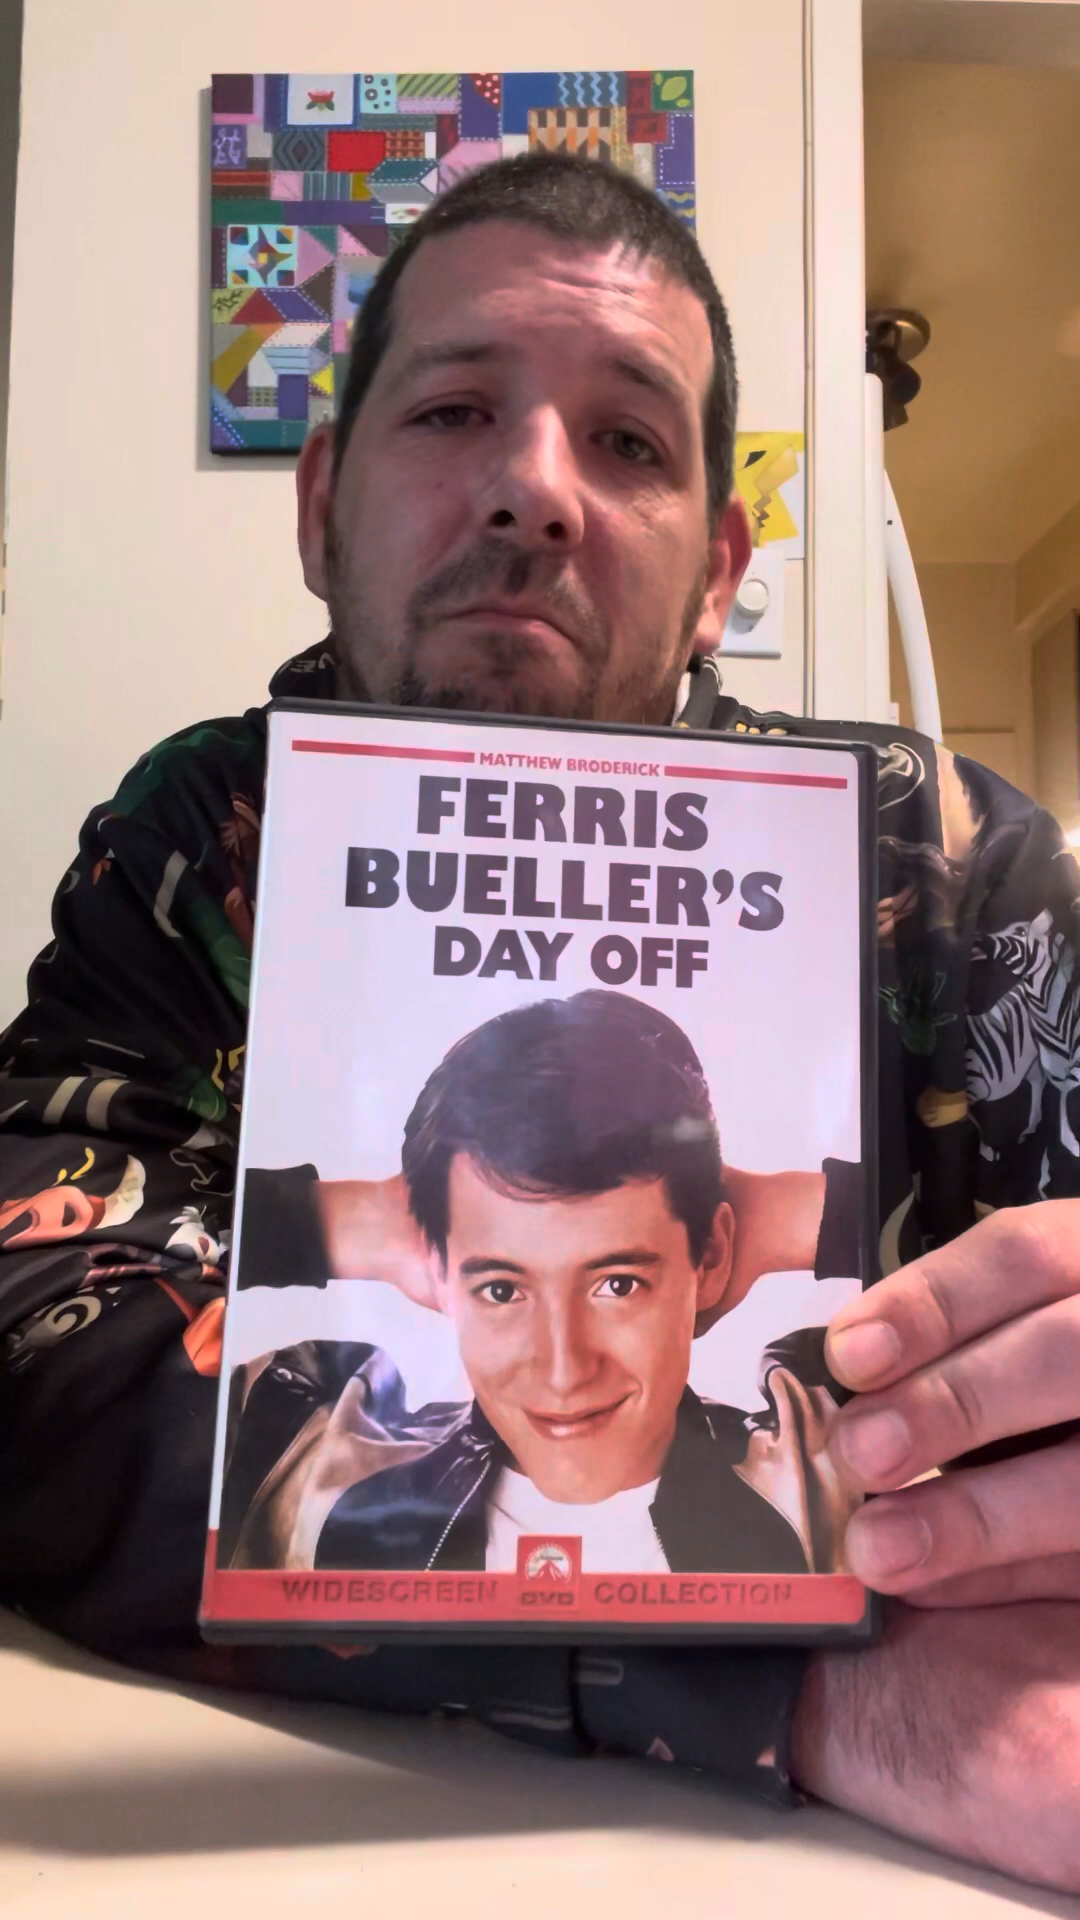 MATTHEW BRODERICK
FERRIS
BUELLER'S
DAY OFF
WIDESCREEN DVD COLLECTION